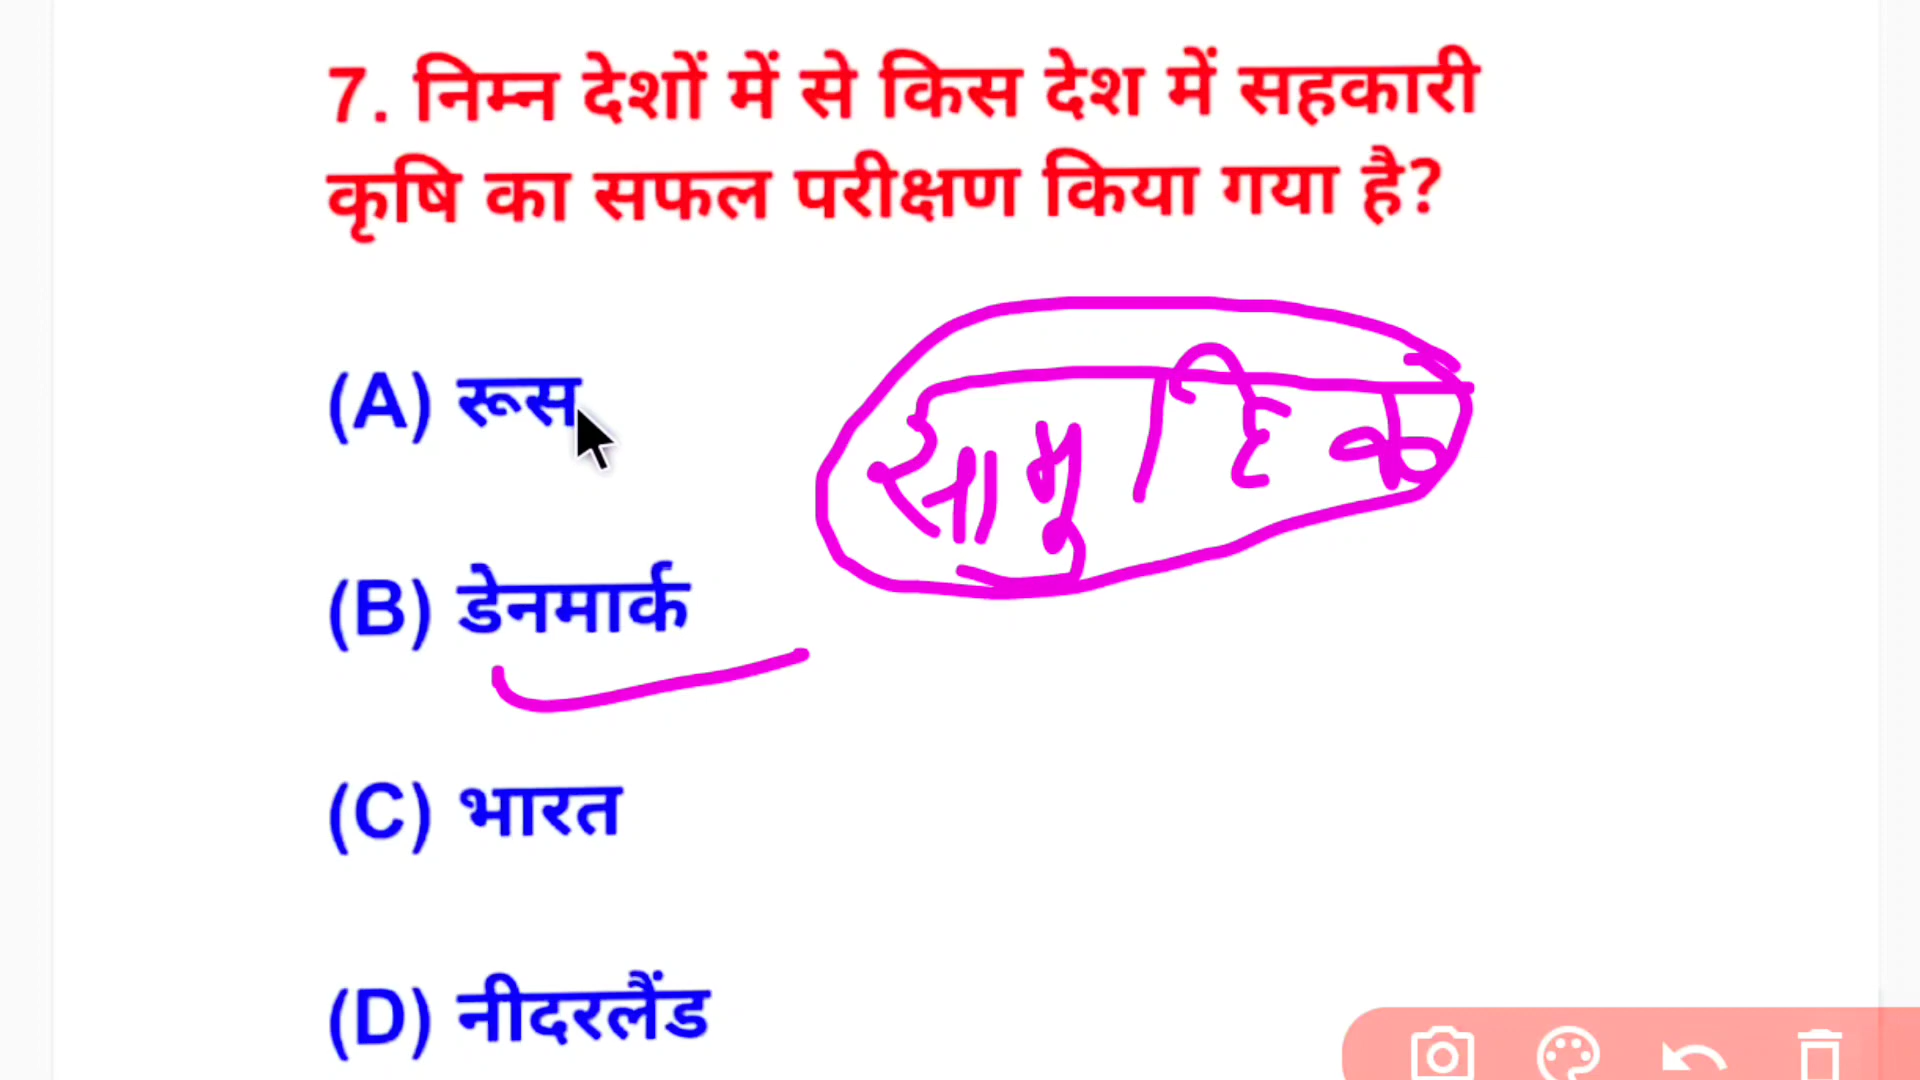 7. निम्न देशों में से किस देश में सहकारी
कृषि का सफल परीक्षण किया गया है?
(A) रूस
सामुहिक
(B) डेनमार्क
(C) भारत
(D) नीदरलैंड